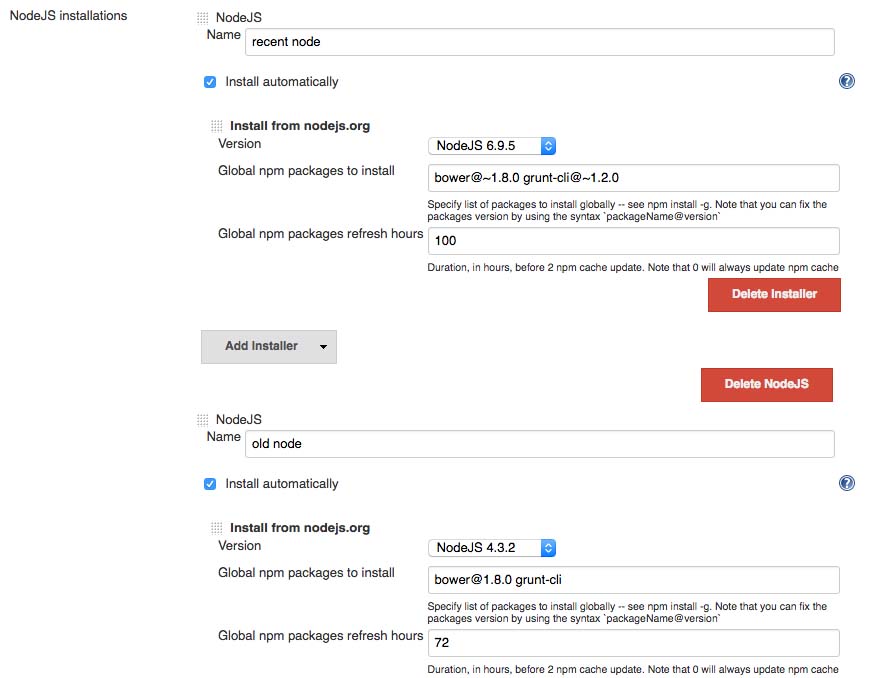 NodeJS installations
NodeJS
Name recent node
Install automatically
?
Install from nodejs.org
Version NodeJS 6.9.5
Global npm packages to install bower@~1.8.0 grunt-cli@~1.2.0
Specify list of packages to install globally -- see npm install -g. Note that you can fix the
packages version by using the syntax `packageName@version`
Global npm packages refresh hours 100
Duration, in hours, before 2 npm cache update. Note that 0 will always update npm cache
Delete Installer
Add Installer
Delete NodeJS
NodeJS
Name old node
Install automatically
?
Install from nodejs.org
Version NodeJS 4.3.2
Global npm packages to install bower@1.8.0 grunt-cli
Specify list of packages to install globally -- see npm install -g. Note that you can fix the
packages version by using the syntax `packageName@version`
Global npm packages refresh hours 72
Duration, in hours, before 2 npm cache update. Note that 0 will always update npm cache